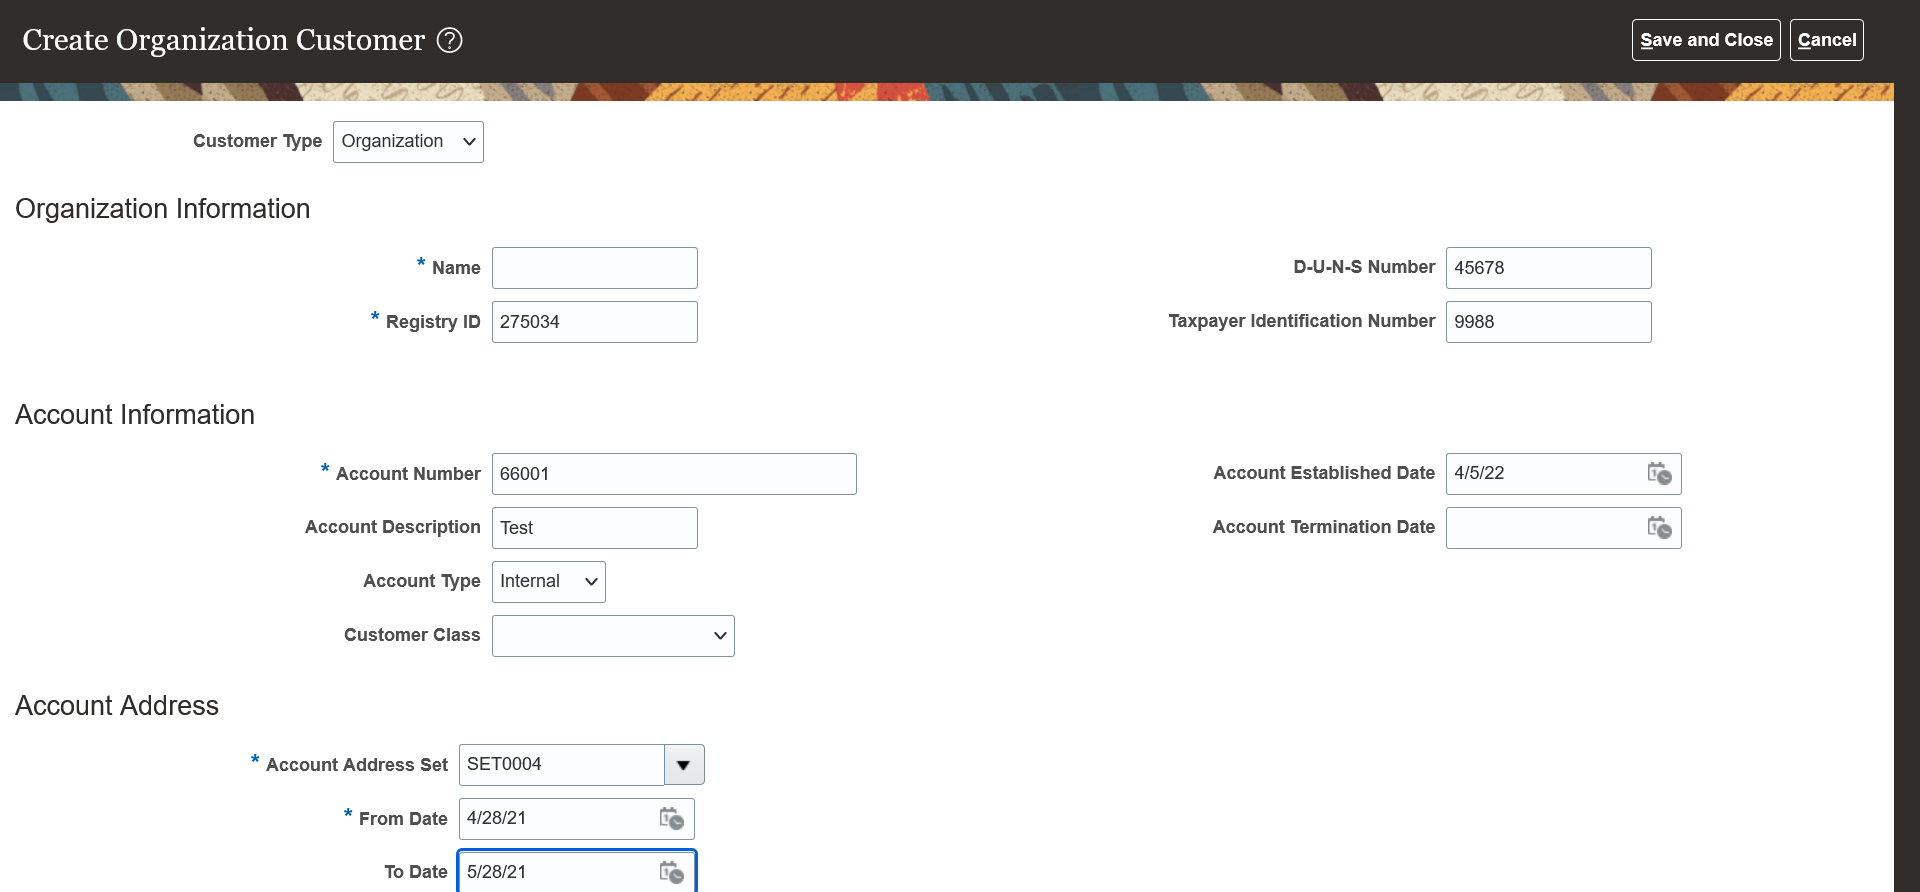 Create Organization Customer
Save and Close Cancel
Customer Type Organization
Organization Information
* Name
D-U-N-S Number 45678
* Registry ID 275034
Taxpayer Identification Number 9988
Account Information
* Account Number 66001
Account Established Date 4/5/22
Account Description Test
Account Termination Date
Account Type Internal
Customer Class
Account Address
* Account Address Set SET0004
* From Date 4/28/21
To Date 5/28/21